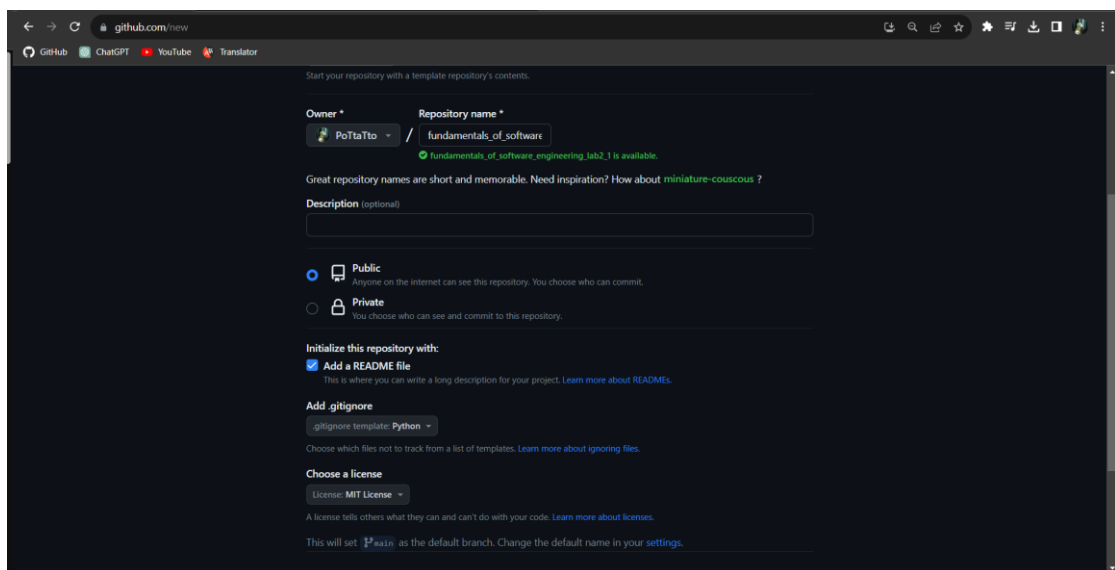 github.com/new
GitHub ChatGPT YouTube Translator
Start your repository with a template repository's contents.
Owner * Repository name *
PoTtaTto / fundamentals_of_software
fundamentals_of_software_engineering_lab2_1 is available.
Great repository names are short and memorable. Need inspiration? How about miniature-couscous ?
Description (optional)
Public
Anyone on the internet can see this repository. You choose who can commit.
Private
You choose who can see and commit to this repository.
Initialize this repository with:
Add a README file
This is where you can write a long description for your project. Learn more about READMEs.
Add .gitignore
.gitignore template: Python
Choose which files not to track from a list of templates. Learn more about ignoring files.
Choose a license
License: MIT License
A license tells others what they can and can't do with your code. Learn more about licenses.
This will set main as the default branch. Change the default name in your settings.